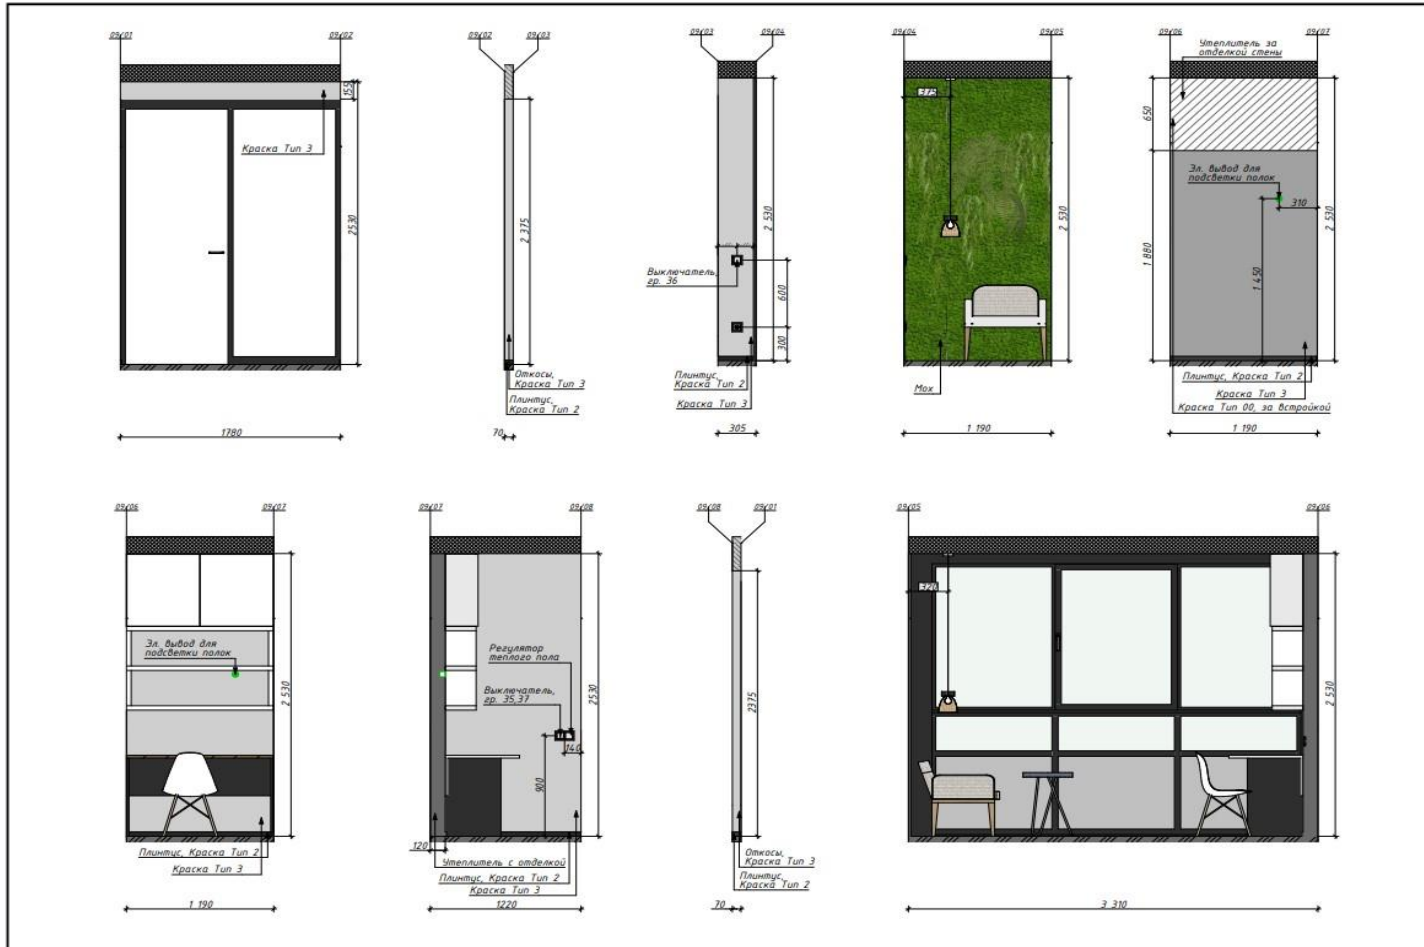 09/01
09/02
155
Краска Тип 3
2530
1780
09/02
09/03
2 375
Откосы,
Краска Тип 3
Плинтус,
Краска Тип 2
70
09/03
09/04
2 530
Выключатель,
гр. 36
600
300
Плинтус,
Краска Тип 2
Краска Тип 3
305
09/04
09/05
375
2 530
Мох
1 190
09/06
09/07
Утеплитель за
отделкой стены
650
Эл. вывод для
подсветки полок
310
2 530
1 880
1 450
Плинтус, Краска Тип 2
Краска Тип 3
Краска Тип 00, за встройкой
1 190
09/06
09/07
Эл. вывод для
подсветки полок
2 530
Плинтус, Краска Тип 2
Краска Тип 3
1 190
09/07
09/08
Регулятор
теплого пола
Выключатель,
гр. 35,37
2530
140
900
120
Утеплитель с отделкой
Плинтус, Краска Тип 2
Краска Тип 3
1220
09/08
09/01
2375
Откосы,
Краска Тип 3
Плинтус,
Краска Тип 2
70
09/05
09/06
320
2 530
3 310